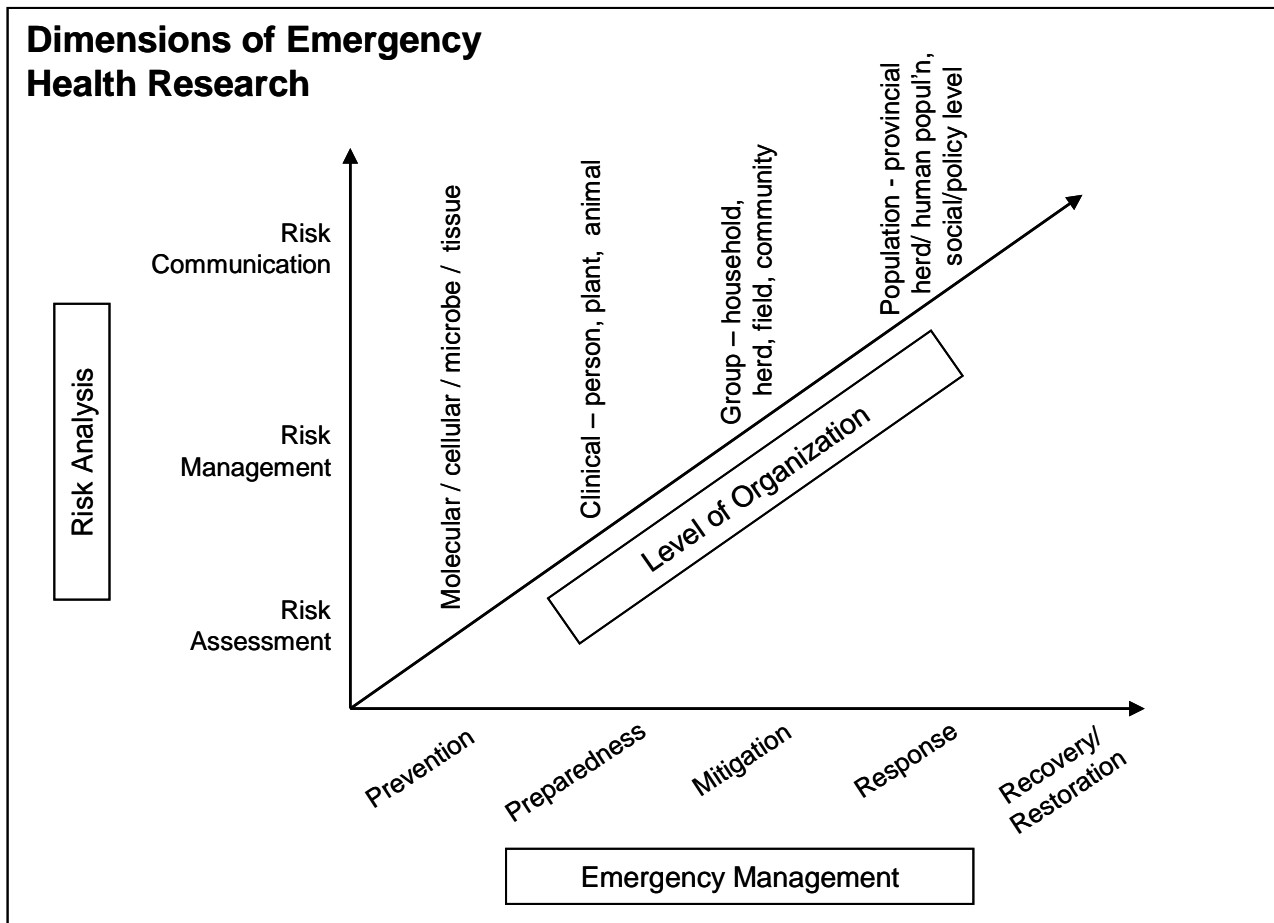 Dimensions of Emergency
Health Research
Risk
Communication
Risk
Management
Risk
Assessment
Risk Analysis
Molecular / cellular / microbe / tissue
Clinical – person, plant, animal
Group – household,
herd, field, community
Population - provincial
herd/ human popul'n,
social/policy level
Level of Organization
Prevention
Preparedness
Mitigation
Response
Recovery/
Restoration
Emergency Management